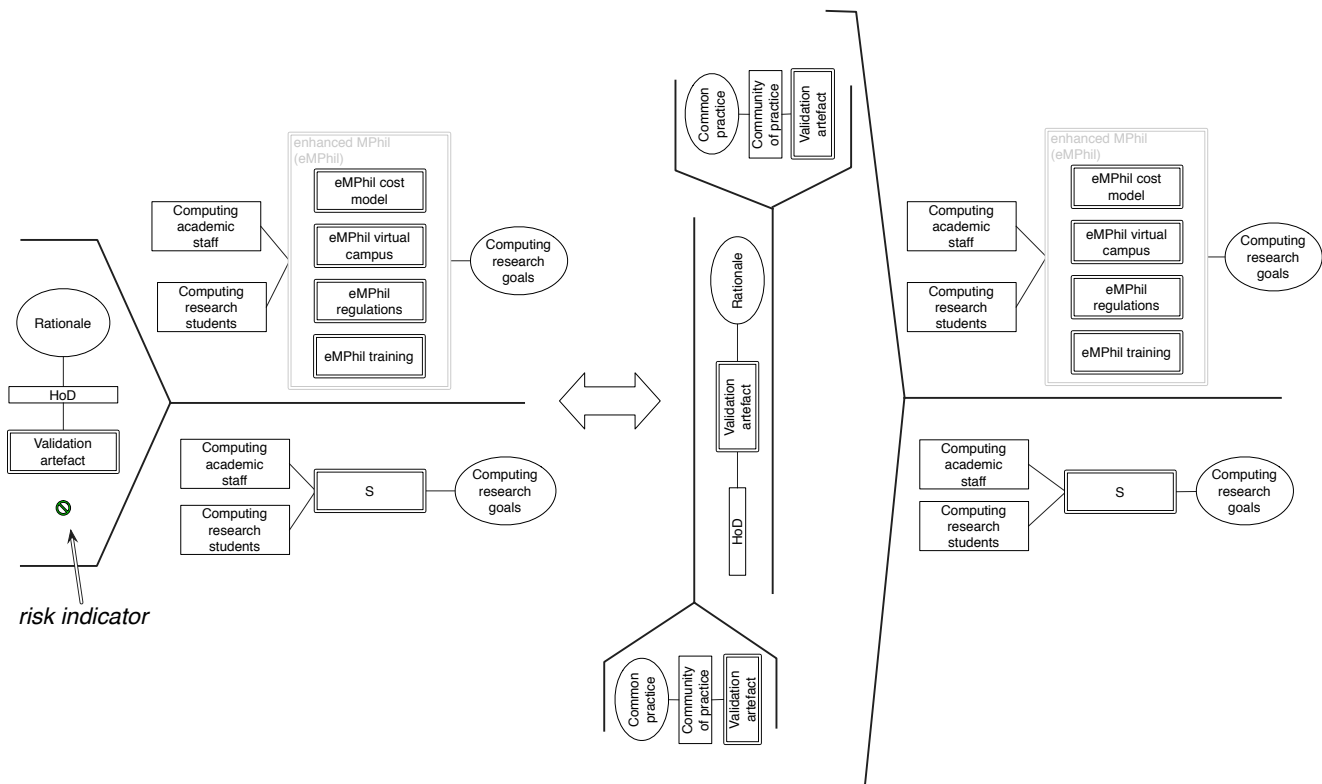 enhanced MPhil
(eMPhil)
eMPhil cost
model
eMPhil virtual
campus
eMPhil
regulations
eMPhil training
Computing
academic
staff
Computing
research
students
Computing
research
goals
Rationale
HoD
Validation
artefact
risk indicator
Computing
academic
staff
Computing
research
students
S
Computing
research
goals
Common
practice
Community
of practice
Validation
artefact
Rationale
Validation
artefact
HoD
Common
practice
Community
of practice
Validation
artefact
enhanced MPhil
(eMPhil)
eMPhil cost
model
eMPhil virtual
campus
eMPhil
regulations
eMPhil training
Computing
academic
staff
Computing
research
students
Computing
research
goals
Computing
academic
staff
Computing
research
students
S
Computing
research
goals